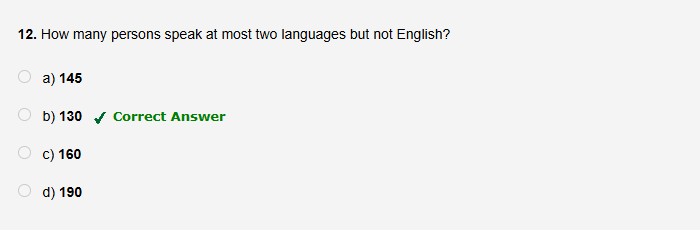 12. How many persons speak at most two languages but not English?
a) 145
b) 130 ✓ Correct Answer
c) 160
d) 190